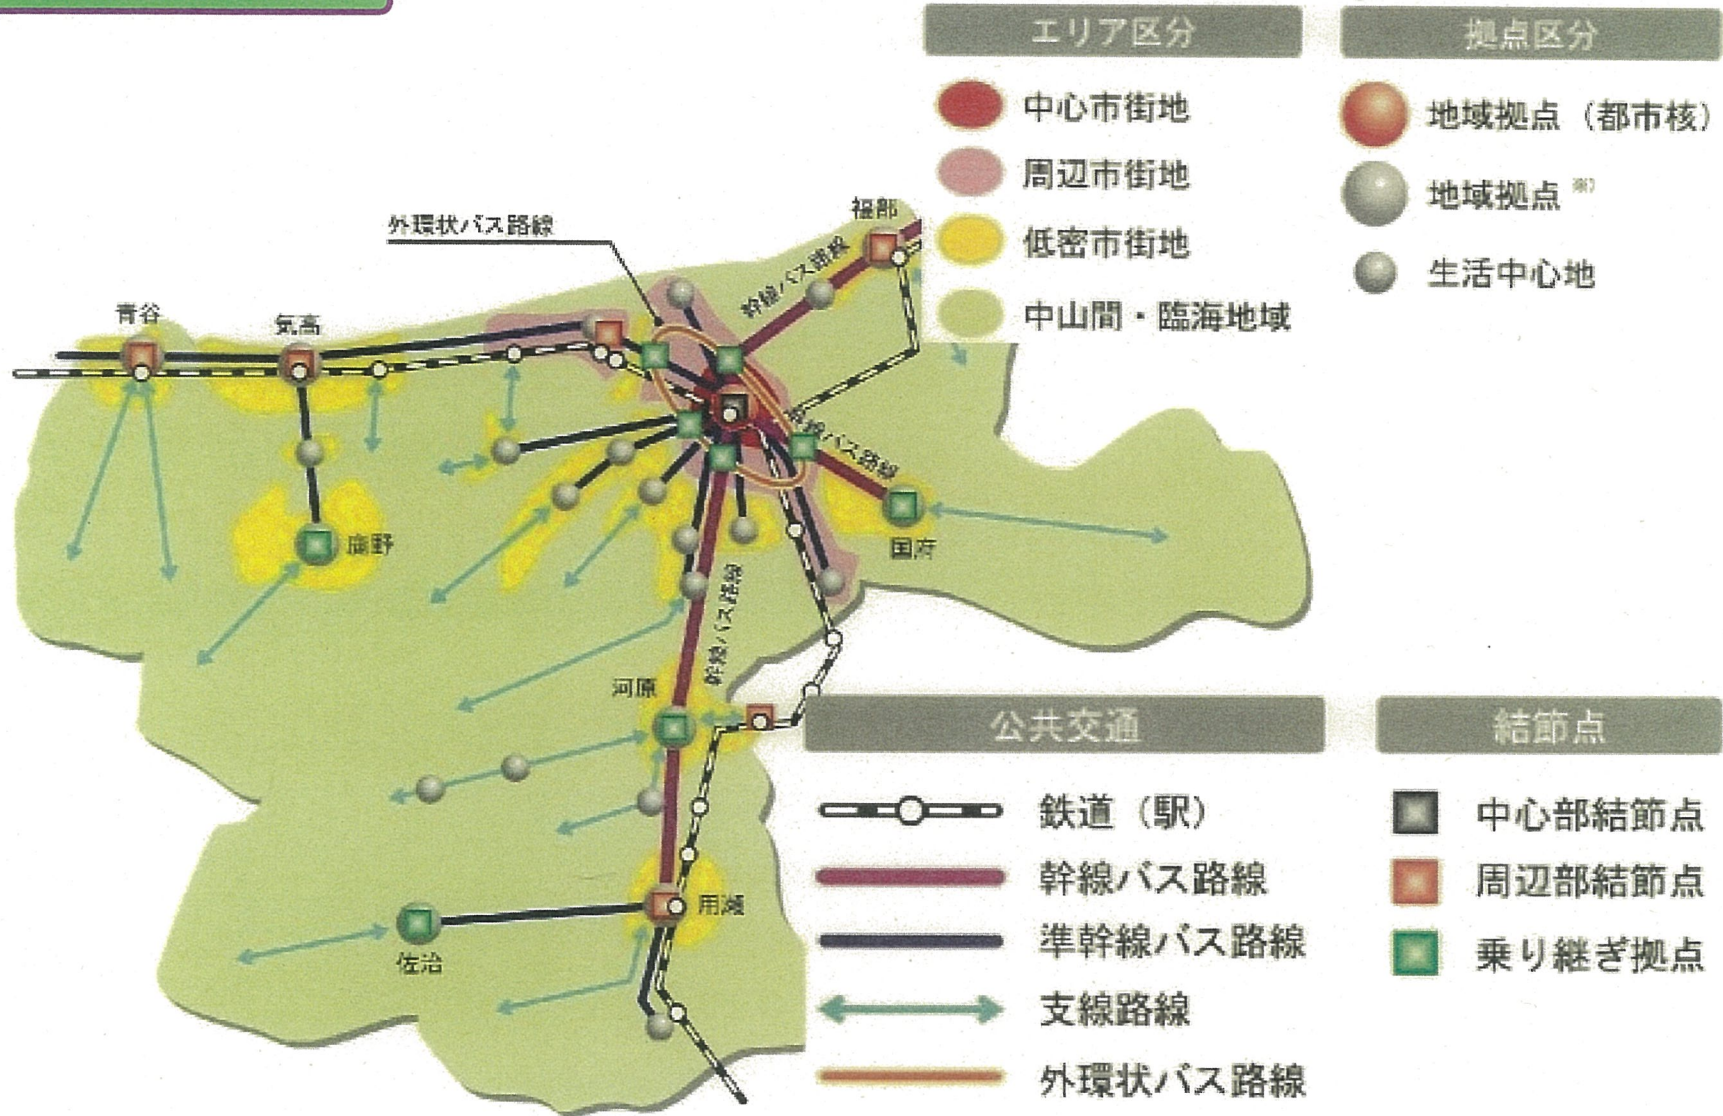 エリア区分
中心市街地
周辺市街地
低密市街地
中山間・臨海地域
拠点区分
地域拠点（都市核）
地域拠点
生活中心地
外環状バス路線
福部
幹線バス路線
青谷
気高
幹線バス路線
鹿野
国府
幹線バス路線
河原
用瀬
佐治
公共交通
鉄道（駅）
幹線バス路線
準幹線バス路線
支線路線
外環状バス路線
結節点
中心部結節点
周辺部結節点
乗り継ぎ拠点